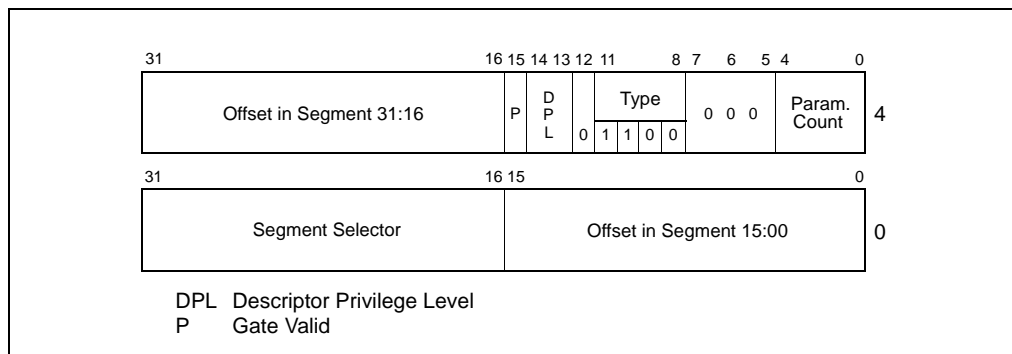 31 16 15 14 13 12 11 8 7 6 5 4 0
Offset in Segment 31:16 P D P L 0 Type 1 1 0 0 0 0 0 Param. Count 4
31 16 15 0
Segment Selector Offset in Segment 15:00 0
DPL Descriptor Privilege Level
P Gate Valid